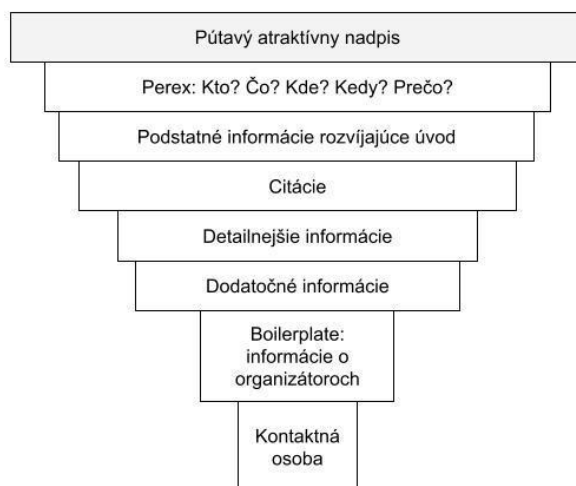 Pútavý atraktívny nadpis
Perex: Kto? Čo? Kde? Kedy? Prečo?
Podstatné informácie rozvíjajúce úvod
Citácie
Detailnejšie informácie
Dodatočné informácie
Boilerplate:
informácie o
organizátoroch
Kontaktná
osoba